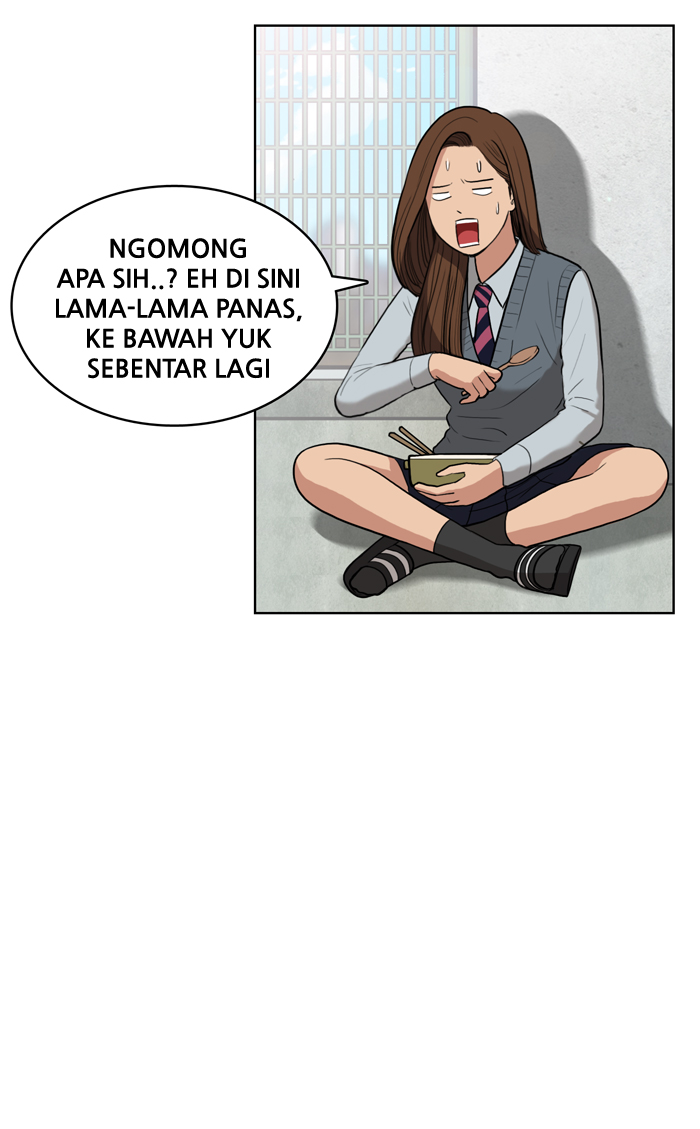 NGOMONG
APA SIH..? EH DI SINI
LAMA-LAMA PANAS,
KE BAWAH YUK
SEBENTAR LAGI